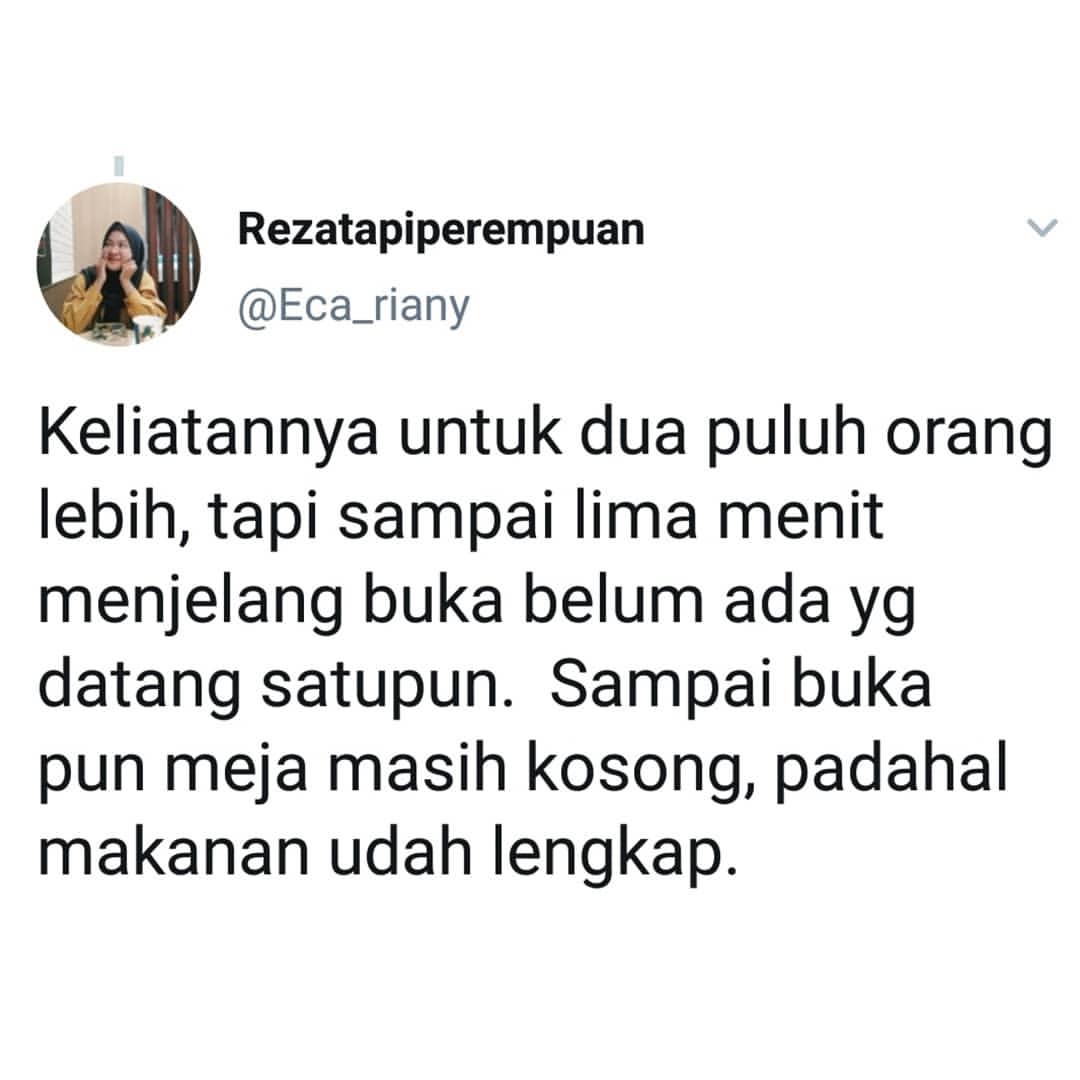 Rezatapiperempuan
@Eca_riany
Keliatannya untuk dua puluh orang
lebih, tapi sampai lima menit
menjelang buka belum ada yg
datang satupun.  Sampai buka
pun meja masih kosong, padahal
makanan udah lengkap.